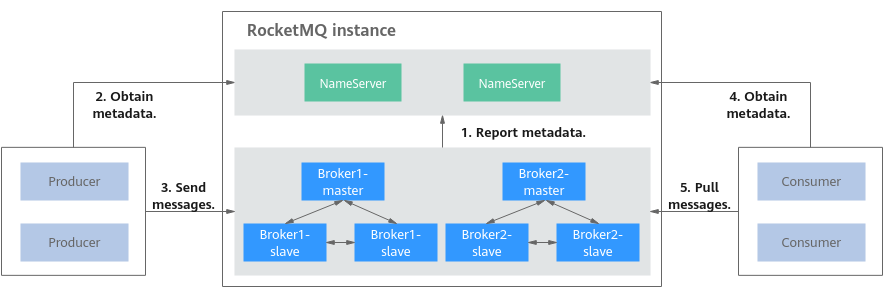 RocketMQ instance
NameServer
NameServer
2. Obtain
metadata.
4. Obtain
metadata.
1. Report metadata.
Producer
Producer
3. Send
messages.
Broker1-
master
Broker2-
master
Broker1-
slave
Broker1-
slave
Broker2-
slave
Broker2-
slave
5. Pull
messages.
Consumer
Consumer